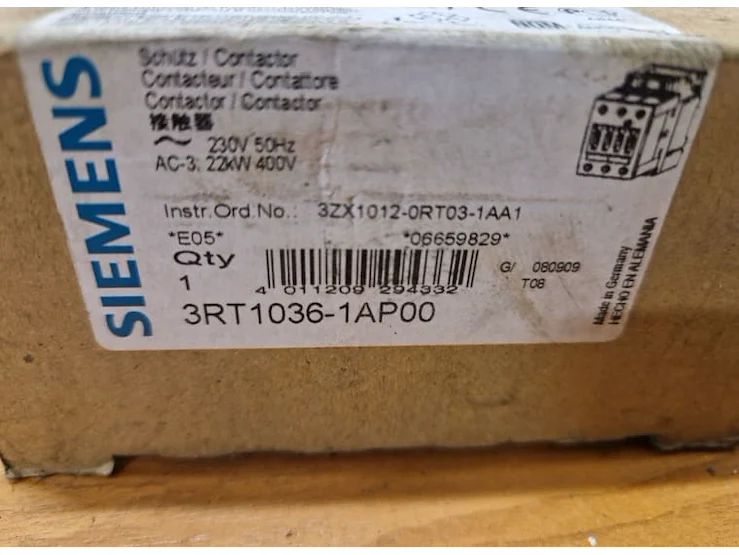 SIEMENS
Schütz / Contactor
Contacteur / Contattore
Contactor / Contactor
接触器
~ 230V 50Hz
AC-3: 22kW 400V
Instr.Ord.No.: 3ZX1012-0RT03-1AA1
*E05* *06659829*
Qty
1
4 011209 294332
G/ 080909
T08
3RT1036-1AP00
Made in Germany
HECHO EN ALEMANIA